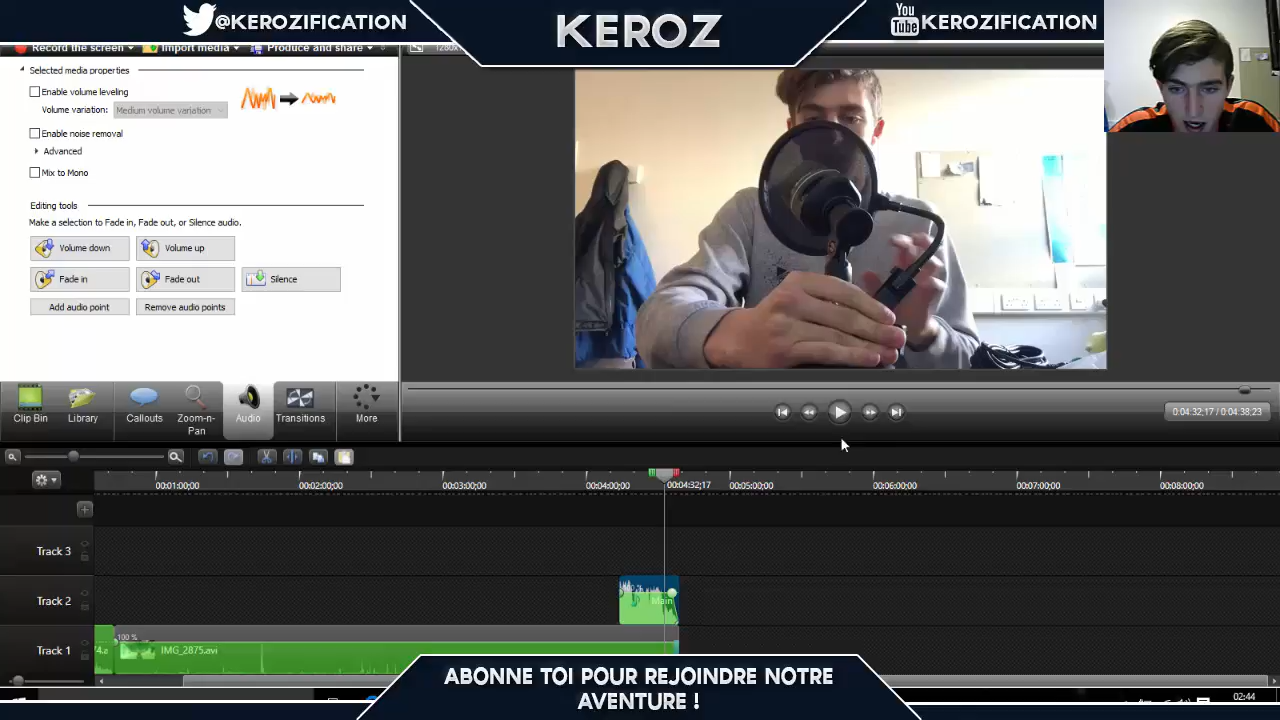 @KEROZIFICATION
KEROZ
You
Tube
KEROZIFICATION
Record the screen
Import media
Produce and share
Selected media properties
Enable volume leveling
Volume variation: Medium volume variation
Enable noise removal
Advanced
Mix to Mono
Editing tools
Make a selection to Fade in, Fade out, or Silence audio.
Volume down
Volume up
Fade in
Fade out
Silence
Add audio point
Remove audio points
Clip Bin
Library
Callouts
Zoom-n-
Pan
Audio
Transitions
More
0:04:32;17 / 0:04:38;23
00:01:00;00
00:02:00;00
00:03:00;00
00:04:00;00
00:04:32;17
00:05:00;00
00:06:00;00
00:07:00;00
00:08:00;00
Track 3
Track 2
Main
Track 1
100 %
4.a
IMG_2875.avi
ABONNE TOI POUR REJOINDRE NOTRE
AVENTURE !
02:44